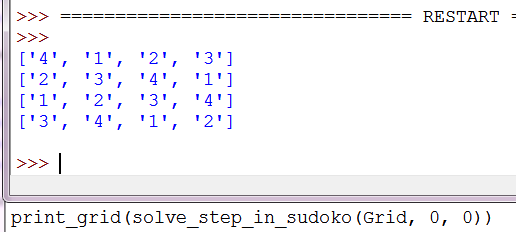 >>> ================================ RESTART =
>>>
['4', '1', '2', '3']
['2', '3', '4', '1']
['1', '2', '3', '4']
['3', '4', '1', '2']
>>>
print_grid(solve_step_in_sudoko(Grid, 0, 0))